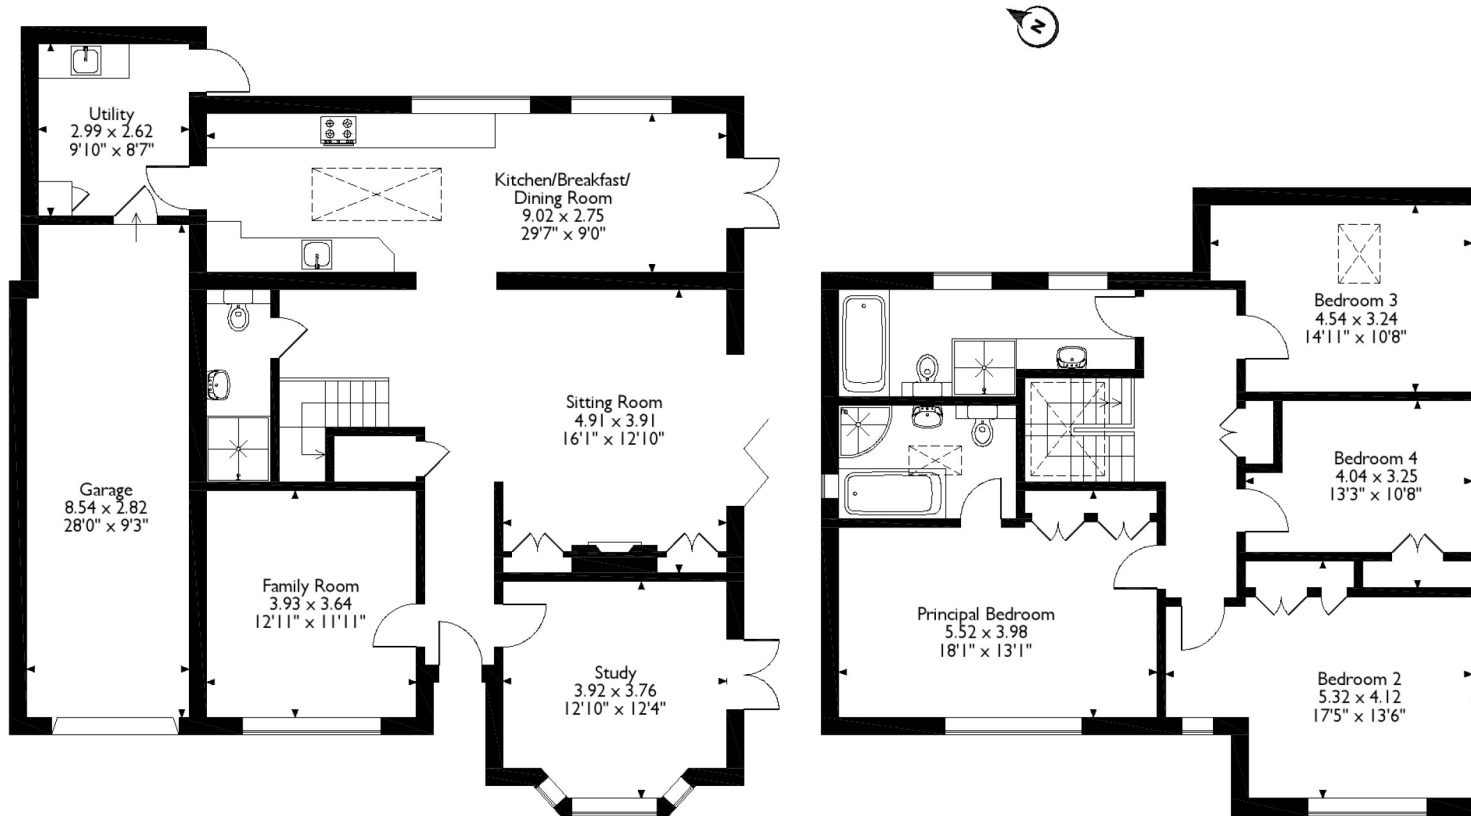 N
Utility
2.99 x 2.62
9'10" x 8'7"
Kitchen/Breakfast/
Dining Room
9.02 x 2.75
29'7" x 9'0"
Sitting Room
4.91 x 3.91
16'1" x 12'10"
Garage
8.54 x 2.82
28'0" x 9'3"
Family Room
3.93 x 3.64
12'11" x 11'11"
Study
3.92 x 3.76
12'10" x 12'4"
Bedroom 3
4.54 x 3.24
14'11" x 10'8"
Bedroom 4
4.04 x 3.25
13'3" x 10'8"
Principal Bedroom
5.52 x 3.98
18'1" x 13'1"
Bedroom 2
5.32 x 4.12
17'5" x 13'6"